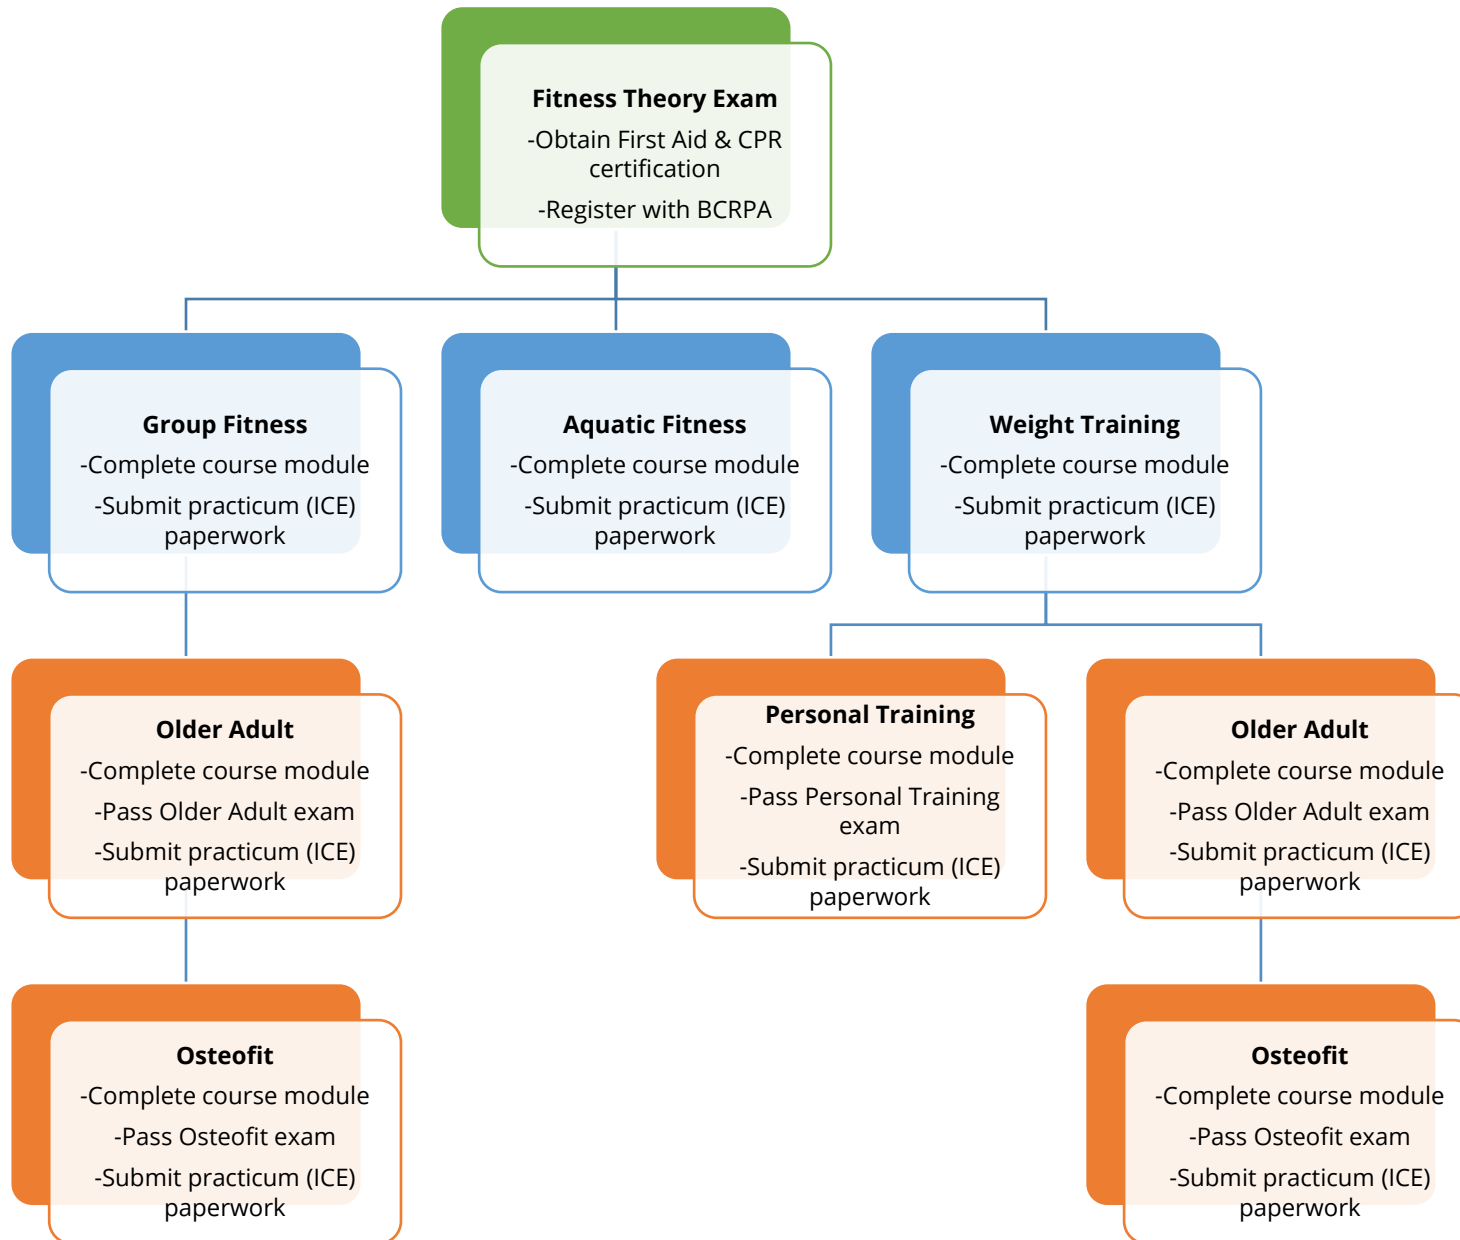 Fitness Theory Exam
-Obtain First Aid & CPR
certification
-Register with BCRPA
Group Fitness
-Complete course module
-Submit practicum (ICE)
paperwork
Aquatic Fitness
-Complete course module
-Submit practicum (ICE)
paperwork
Weight Training
-Complete course module
-Submit practicum (ICE)
paperwork
Older Adult
-Complete course module
-Pass Older Adult exam
-Submit practicum (ICE)
paperwork
Personal Training
-Complete course module
-Pass Personal Training
exam
-Submit practicum (ICE)
paperwork
Older Adult
-Complete course module
-Pass Older Adult exam
-Submit practicum (ICE)
paperwork
Osteofit
-Complete course module
-Pass Osteofit exam
-Submit practicum (ICE)
paperwork
Osteofit
-Complete course module
-Pass Osteofit exam
-Submit practicum (ICE)
paperwork